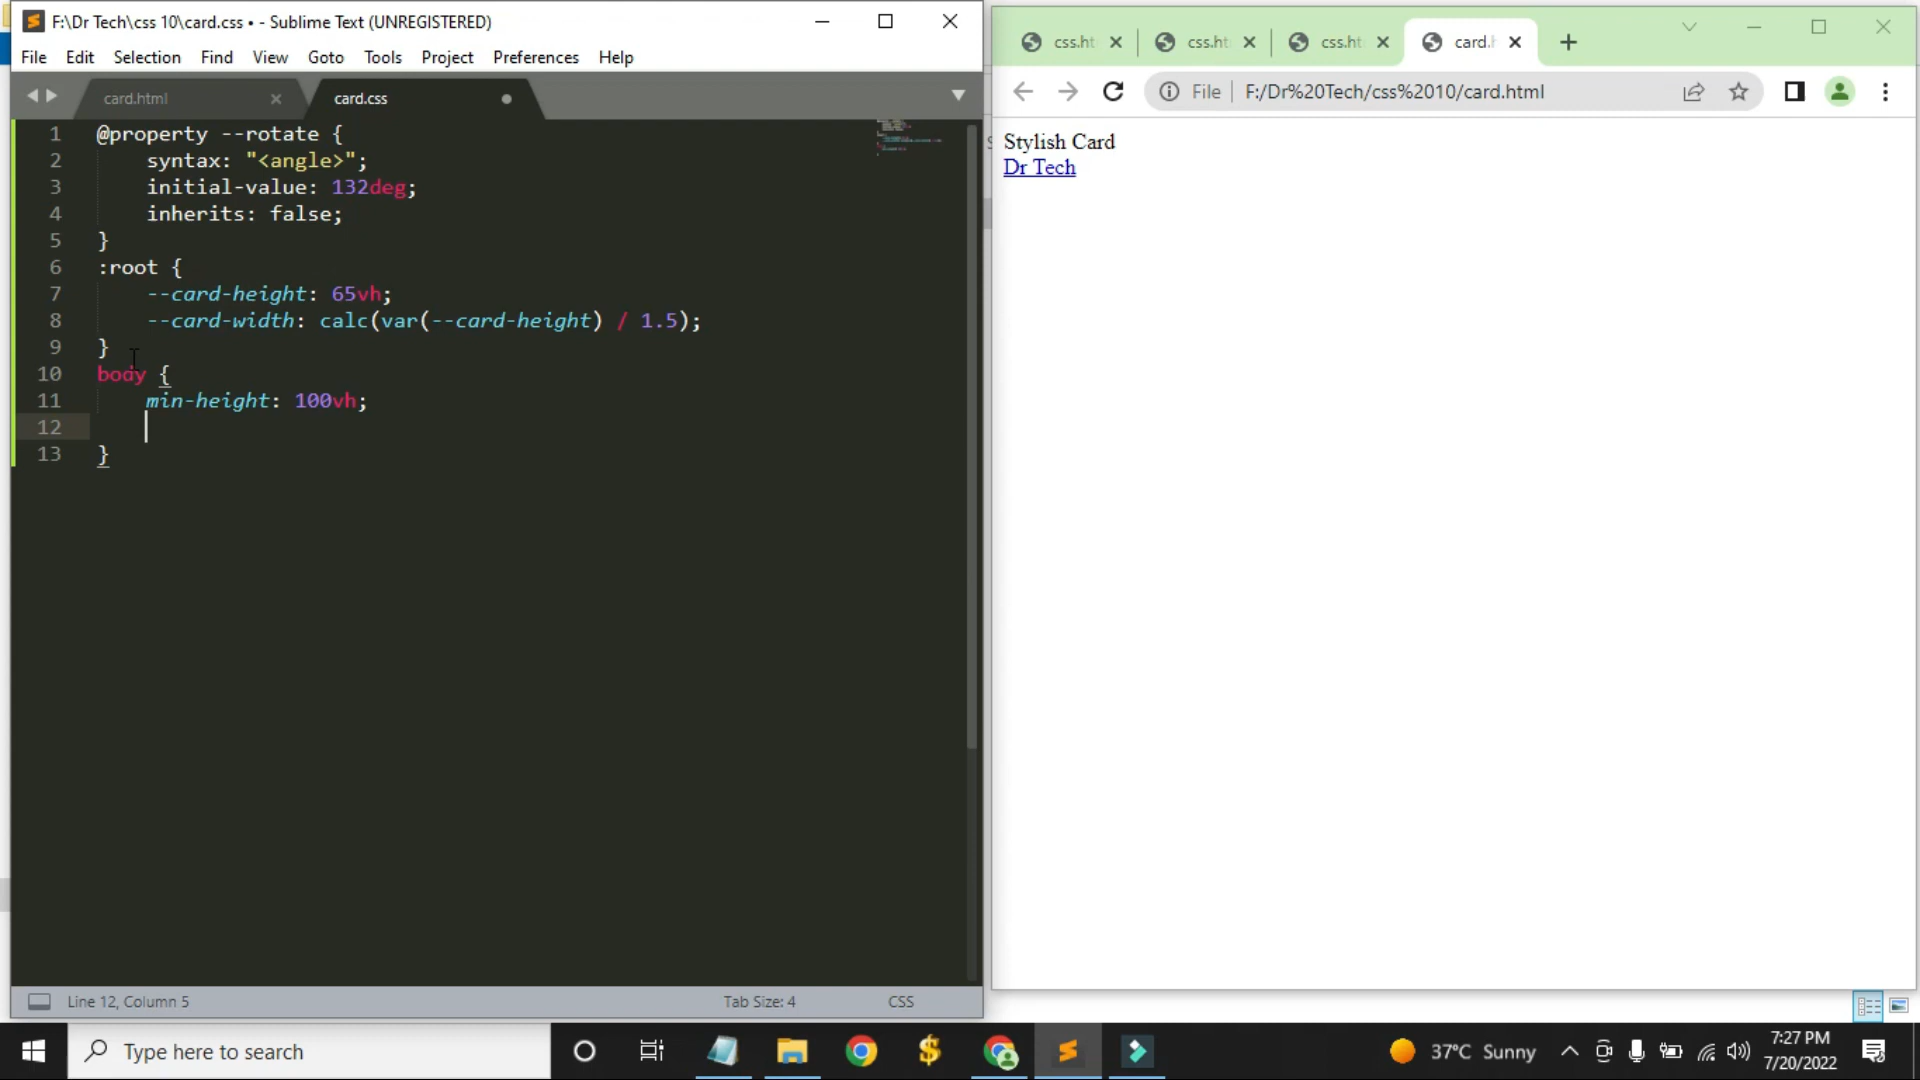 F:\Dr Tech\css 10\card.css • - Sublime Text (UNREGISTERED)
File Edit Selection Find View Goto Tools Project Preferences Help
card.html card.css
1 @property --rotate {
2 syntax: "<angle>";
3 initial-value: 132deg;
4 inherits: false;
5 }
6 :root {
7 --card-height: 65vh;
8 --card-width: calc(var(--card-height) / 1.5);
9 }
10 body {
11 min-height: 100vh;
12
13 }
Line 12, Column 5 Tab Size: 4 CSS
css.ht css.ht css.ht card.h
File F:/Dr%20Tech/css%2010/card.html
Stylish Card
Dr Tech
Type here to search
37°C Sunny
7:27 PM
7/20/2022